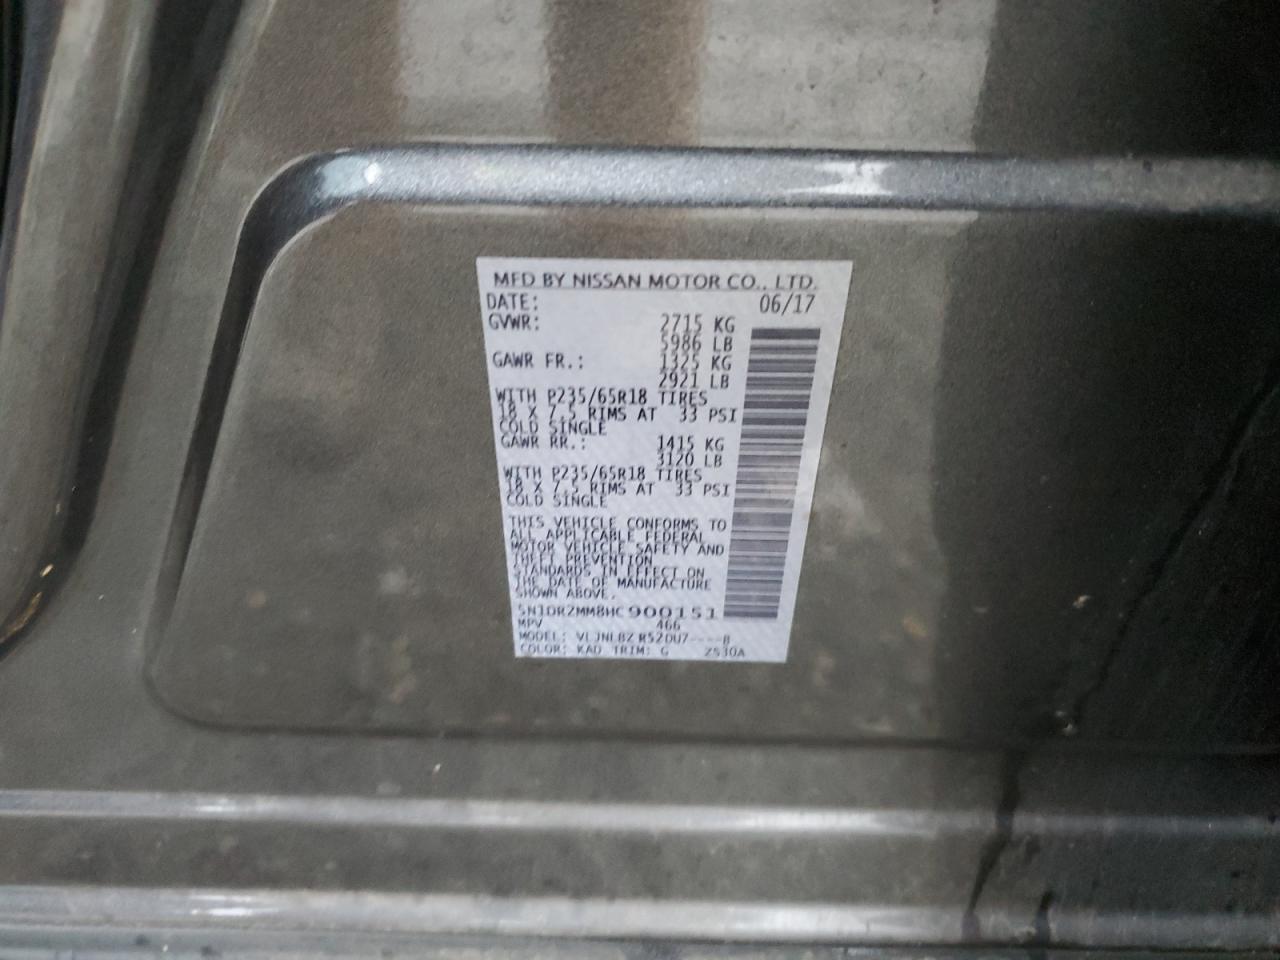 MFD BY NISSAN MOTOR CO., LTD.
DATE: 06/17
GVWR: 2715 KG
5986 LB
GAWR FR.: 1325 KG
2921 LB
WITH P235/65R18 TIRES
18 X 7.5 RIMS AT 33 PSI
COLD SINGLE
GAWR RR.: 1415 KG
3120 LB
WITH P235/65R18 TIRES
18 X 7.5 RIMS AT 33 PSI
COLD SINGLE
THIS VEHICLE CONFORMS TO
ALL APPLICABLE FEDERAL
MOTOR VEHICLE SAFETY AND
THEFT PREVENTION
STANDARDS IN EFFECT ON
THE DATE OF MANUFACTURE
SHOWN ABOVE.
5N1DR2MM8HC900151
MPV 466
MODEL: VLJNLBZ R52DU7----B
COLOR: KAD TRIM: G ZS30A